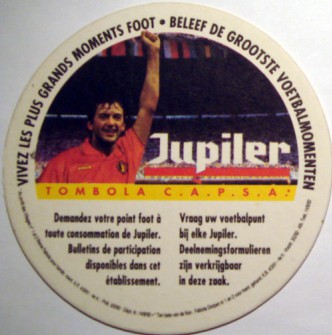 VIVEZ LES PLUS GRANDS MOMENTS FOOT • BELEEF DE GROOTSTE VOETBALMOMENTEN
Jupiler
TOMBOLA C.A.P.S.A.*
Demandez votre point foot à
toute consommation de Jupiler.
Bulletins de participation
disponibles dans cet
établissement.
Vraag uw voetbalpunt
bij elke Jupiler.
Deelnemingsformulieren
zijn verkrijgbaar
in deze zaak.